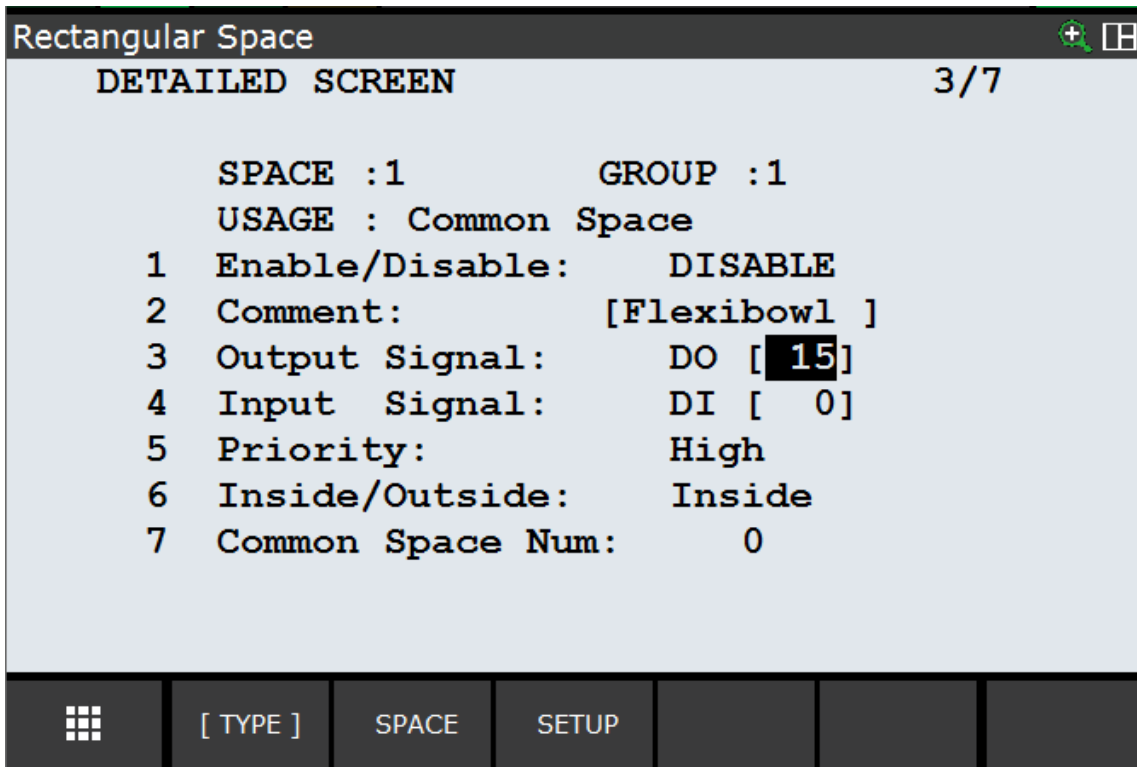 Rectangular Space
DETAILED SCREEN 3/7
SPACE :1 GROUP :1
USAGE : Common Space
1 Enable/Disable: DISABLE
2 Comment: [Flexibowl ]
3 Output Signal: DO [ 15]
4 Input Signal: DI [ 0]
5 Priority: High
6 Inside/Outside: Inside
7 Common Space Num: 0
[ TYPE ] SPACE SETUP